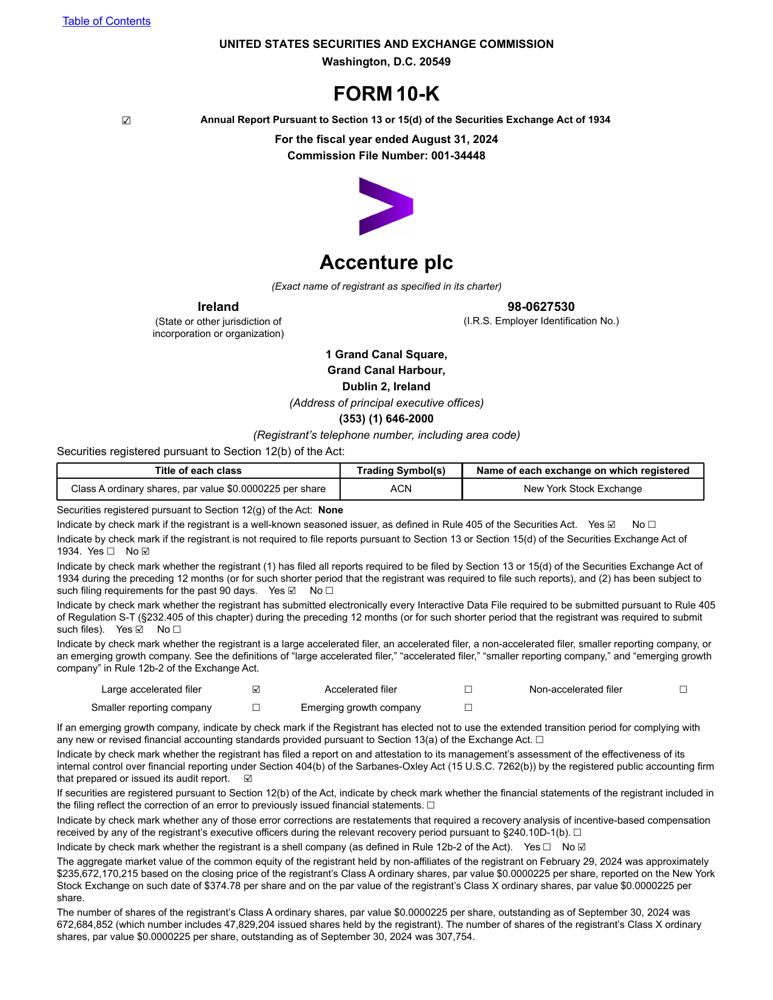 Table of Contents
UNITED STATES SECURITIES AND EXCHANGE COMMISSION
Washington, D.C. 20549
FORM 10-K
☑ Annual Report Pursuant to Section 13 or 15(d) of the Securities Exchange Act of 1934
For the fiscal year ended August 31, 2024
Commission File Number: 001-34448
Accenture plc
(Exact name of registrant as specified in its charter)
Ireland 98-0627530
(State or other jurisdiction of (I.R.S. Employer Identification No.)
incorporation or organization)
1 Grand Canal Square,
Grand Canal Harbour,
Dublin 2, Ireland
(Address of principal executive offices)
(353) (1) 646-2000
(Registrant’s telephone number, including area code)
Securities registered pursuant to Section 12(b) of the Act:
Title of each class Trading Symbol(s) Name of each exchange on which registered
Class A ordinary shares, par value $0.0000225 per share ACN New York Stock Exchange
Securities registered pursuant to Section 12(g) of the Act: None
Indicate by check mark if the registrant is a well-known seasoned issuer, as defined in Rule 405 of the Securities Act. Yes ☑ No ☐
Indicate by check mark if the registrant is not required to file reports pursuant to Section 13 or Section 15(d) of the Securities Exchange Act of
1934. Yes ☐ No ☑
Indicate by check mark whether the registrant (1) has filed all reports required to be filed by Section 13 or 15(d) of the Securities Exchange Act of
1934 during the preceding 12 months (or for such shorter period that the registrant was required to file such reports), and (2) has been subject to
such filing requirements for the past 90 days. Yes ☑ No ☐
Indicate by check mark whether the registrant has submitted electronically every Interactive Data File required to be submitted pursuant to Rule 405
of Regulation S-T (§232.405 of this chapter) during the preceding 12 months (or for such shorter period that the registrant was required to submit
such files). Yes ☑ No ☐
Indicate by check mark whether the registrant is a large accelerated filer, an accelerated filer, a non-accelerated filer, smaller reporting company, or
an emerging growth company. See the definitions of “large accelerated filer,” “accelerated filer,” “smaller reporting company,” and “emerging growth
company” in Rule 12b-2 of the Exchange Act.
Large accelerated filer ☑ Accelerated filer ☐ Non-accelerated filer ☐
Smaller reporting company ☐ Emerging growth company ☐
If an emerging growth company, indicate by check mark if the Registrant has elected not to use the extended transition period for complying with
any new or revised financial accounting standards provided pursuant to Section 13(a) of the Exchange Act. ☐
Indicate by check mark whether the registrant has filed a report on and attestation to its management’s assessment of the effectiveness of its
internal control over financial reporting under Section 404(b) of the Sarbanes-Oxley Act (15 U.S.C. 7262(b)) by the registered public accounting firm
that prepared or issued its audit report. ☑
If securities are registered pursuant to Section 12(b) of the Act, indicate by check mark whether the financial statements of the registrant included in
the filing reflect the correction of an error to previously issued financial statements. ☐
Indicate by check mark whether any of those error corrections are restatements that required a recovery analysis of incentive-based compensation
received by any of the registrant’s executive officers during the relevant recovery period pursuant to §240.10D-1(b). ☐
Indicate by check mark whether the registrant is a shell company (as defined in Rule 12b-2 of the Act). Yes ☐ No ☑
The aggregate market value of the common equity of the registrant held by non-affiliates of the registrant on February 29, 2024 was approximately
$235,672,170,215 based on the closing price of the registrant’s Class A ordinary shares, par value $0.0000225 per share, reported on the New York
Stock Exchange on such date of $374.78 per share and on the par value of the registrant’s Class X ordinary shares, par value $0.0000225 per
share.
The number of shares of the registrant’s Class A ordinary shares, par value $0.0000225 per share, outstanding as of September 30, 2024 was
672,684,852 (which number includes 47,829,204 issued shares held by the registrant). The number of shares of the registrant’s Class X ordinary
shares, par value $0.0000225 per share, outstanding as of September 30, 2024 was 307,754.